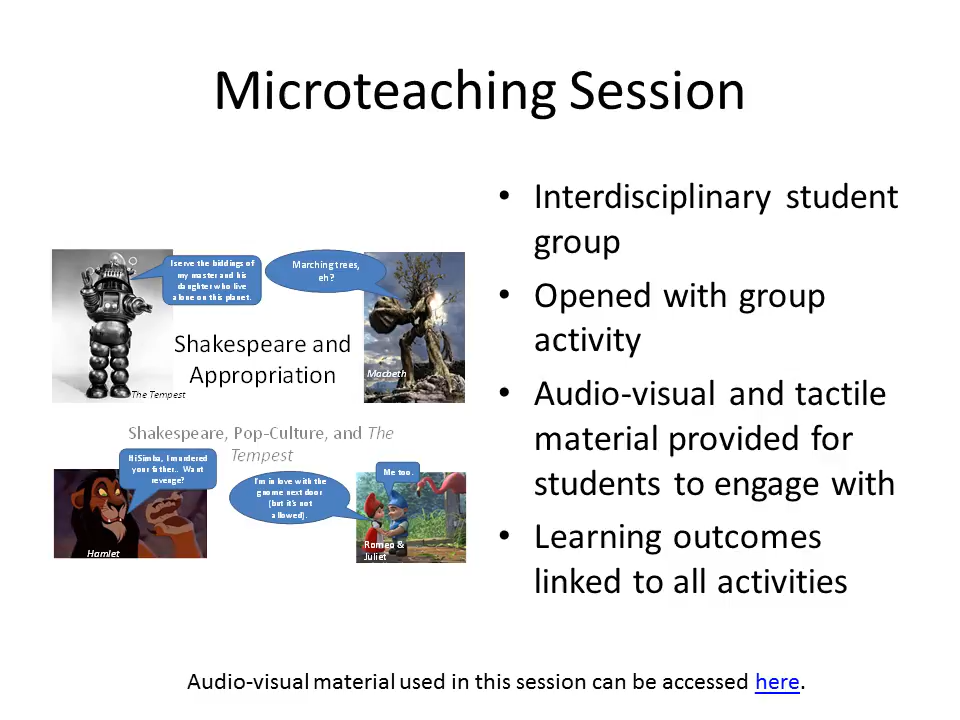 Microteaching Session
I serve the biddings of
my master and his
daughter who live
alone on this planet.
Marching trees,
eh?
Shakespeare and
Appropriation
The Tempest
Macbeth
Shakespeare, Pop-Culture, and The
Tempest
Hi Simba, I murdered
your father.. Want
revenge?
Hamlet
I'm in love with the
gnome next door
(but it's not
allowed).
Me too.
Romeo &
Juliet
• Interdisciplinary student
group
• Opened with group
activity
• Audio-visual and tactile
material provided for
students to engage with
• Learning outcomes
linked to all activities
Audio-visual material used in this session can be accessed here.